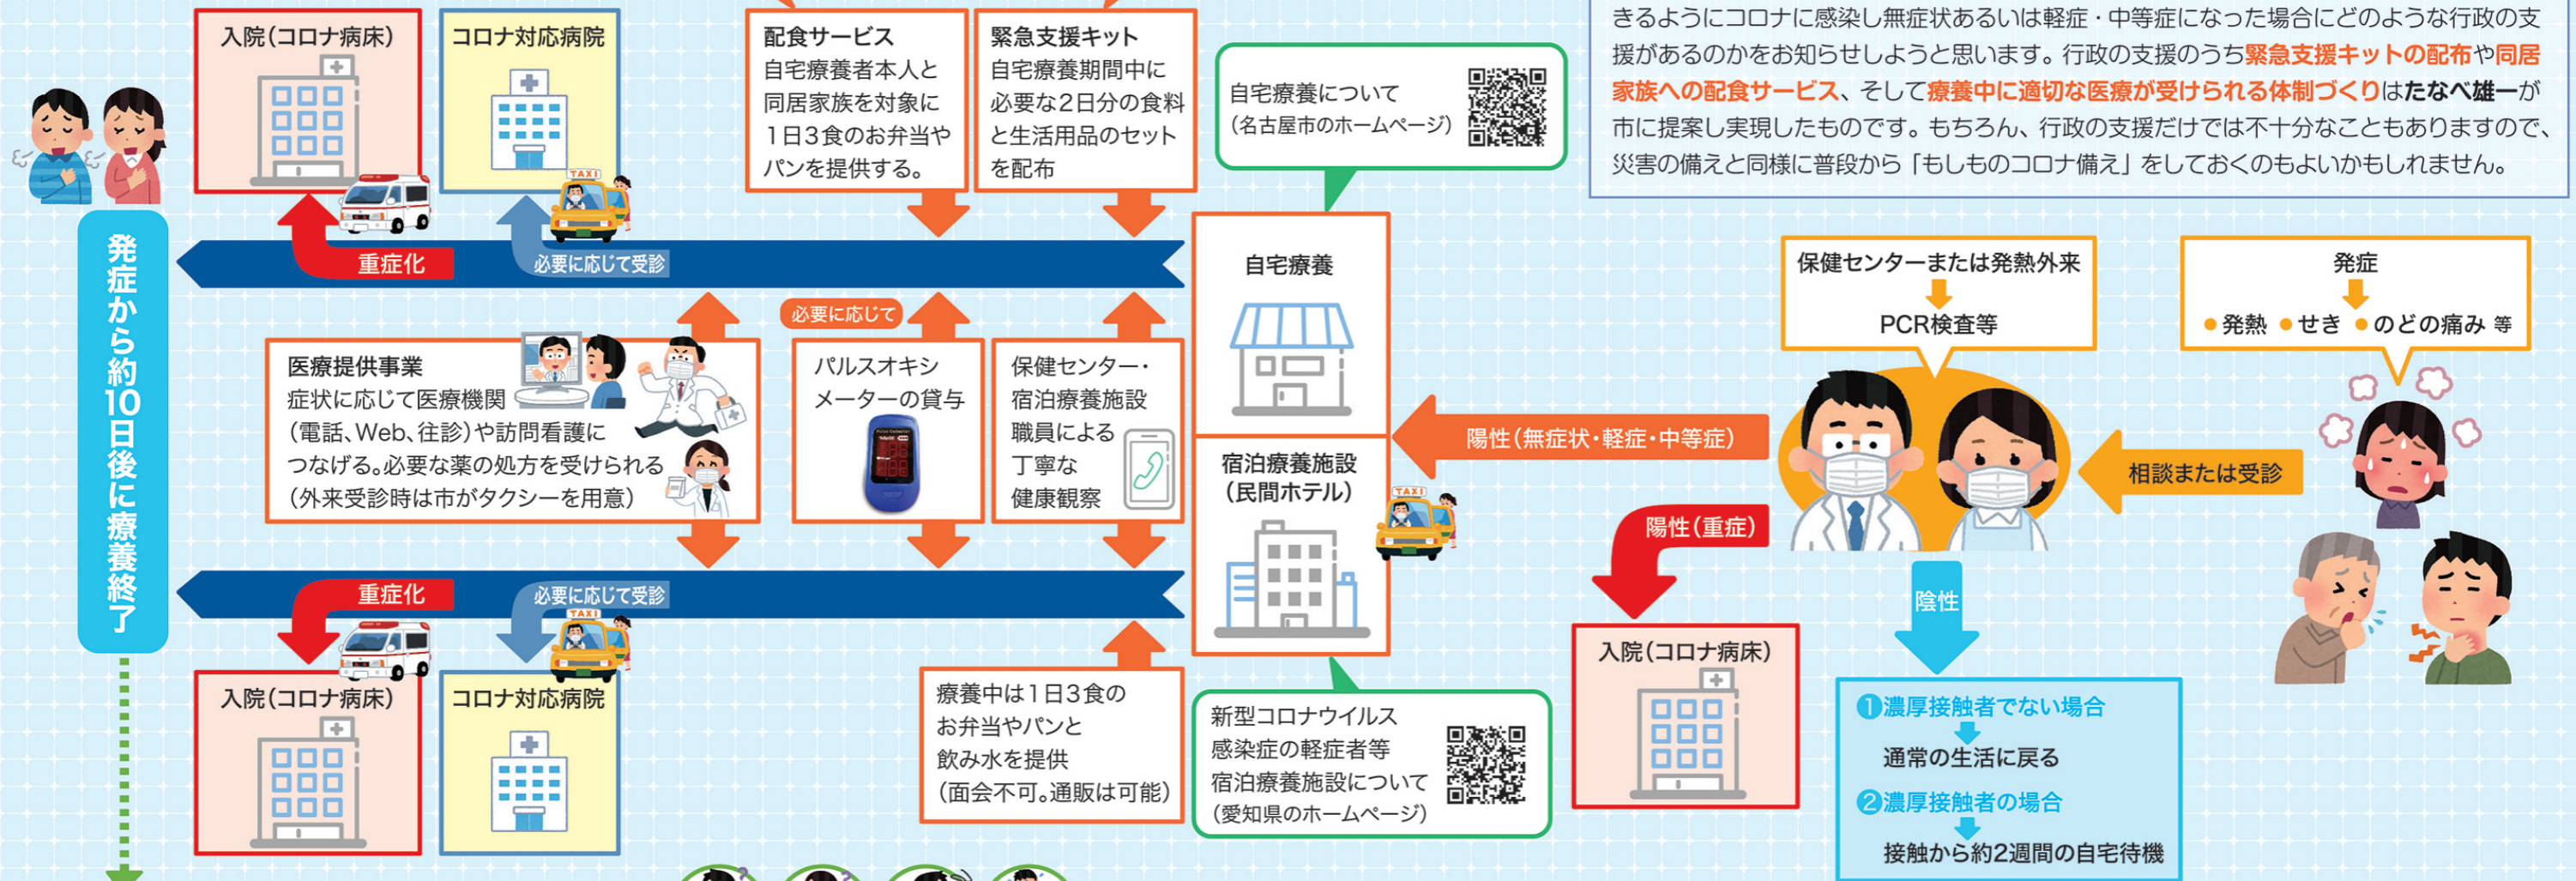 きるようにコロナに感染し無症状あるいは軽症・中等症になった場合にどのような行政の支
援があるのかをお知らせしようと思います。行政の支援のうち緊急支援キットの配布や同居
家族への配食サービス、そして療養中に適切な医療が受けられる体制づくりはたなべ雄一が
市に提案し実現したものです。もちろん、行政の支援だけでは不十分なこともありますので、
災害の備えと同様に普段から「もしものコロナ備え」をしておくのもよいかもしれません。
発症
●発熱 ●せき ●のどの痛み 等
相談または受診
保健センターまたは発熱外来
PCR検査等
陽性（無症状・軽症・中等症）
陽性（重症）
入院（コロナ病床）
陰性
❶濃厚接触者でない場合
通常の生活に戻る
❷濃厚接触者の場合
接触から約2週間の自宅待機
自宅療養について
（名古屋市のホームページ）
自宅療養
宿泊療養施設
（民間ホテル）
TAXI
新型コロナウイルス
感染症の軽症者等
宿泊療養施設について
（愛知県のホームページ）
緊急支援キット
自宅療養期間中に
必要な2日分の食料
と生活用品のセット
を配布
配食サービス
自宅療養者本人と
同居家族を対象に
1日3食のお弁当や
パンを提供する。
コロナ対応病院
TAXI
必要に応じて受診
入院（コロナ病床）
重症化
保健センター・
宿泊療養施設
職員による
丁寧な
健康観察
必要に応じて
パルスオキシ
メーターの貸与
医療提供事業
症状に応じて医療機関
（電話、Web、往診）や訪問看護に
つなげる。必要な薬の処方を受けられる
（外来受診時は市がタクシーを用意）
療養中は1日3食の
お弁当やパンと
飲み水を提供
（面会不可。通販は可能）
必要に応じて受診
TAXI
コロナ対応病院
重症化
入院（コロナ病床）
発症から約10日後に療養終了